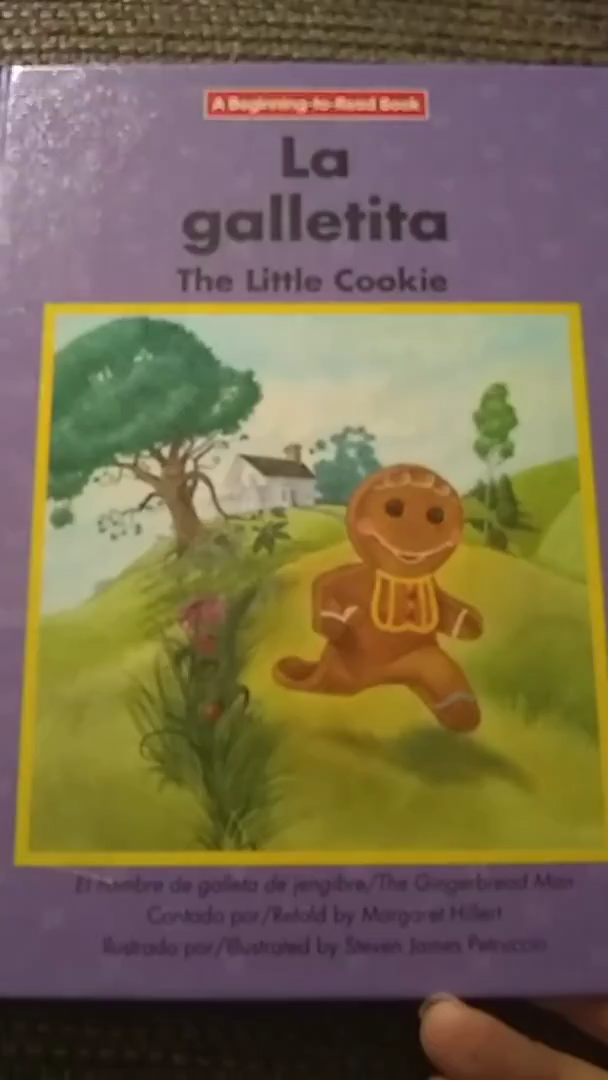 A Beginning-to-Read Book
La
galletita
The Little Cookie
El hombre de galleta de jengibre/The Gingerbread Man
Contado por/Retold by Margaret Hillert
Ilustrado por/Illustrated by Steven James Petruccio